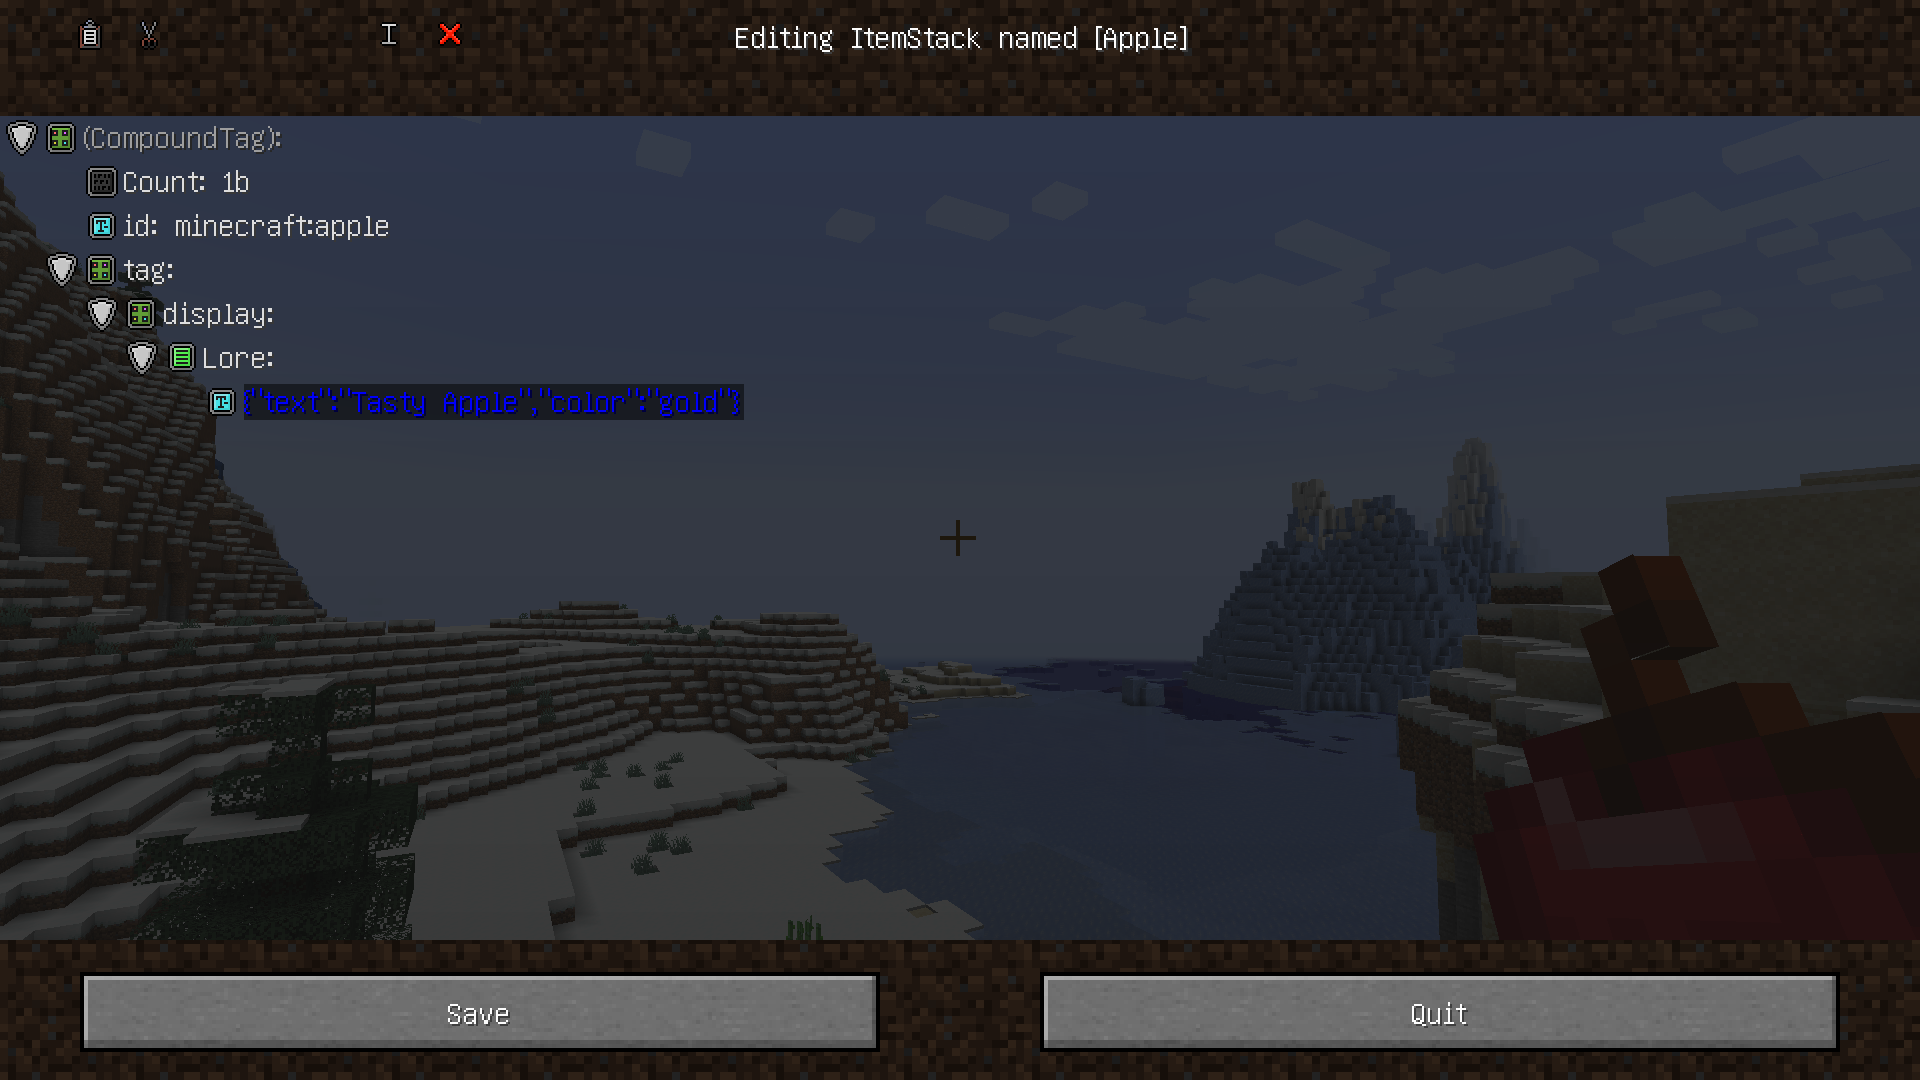 Editing ItemStack named [Apple]
(CompoundTag):
Count: 1b
id: minecraft:apple
tag:
display:
Lore:
{"text":"Tasty Apple","color":"gold"}
Save
Quit